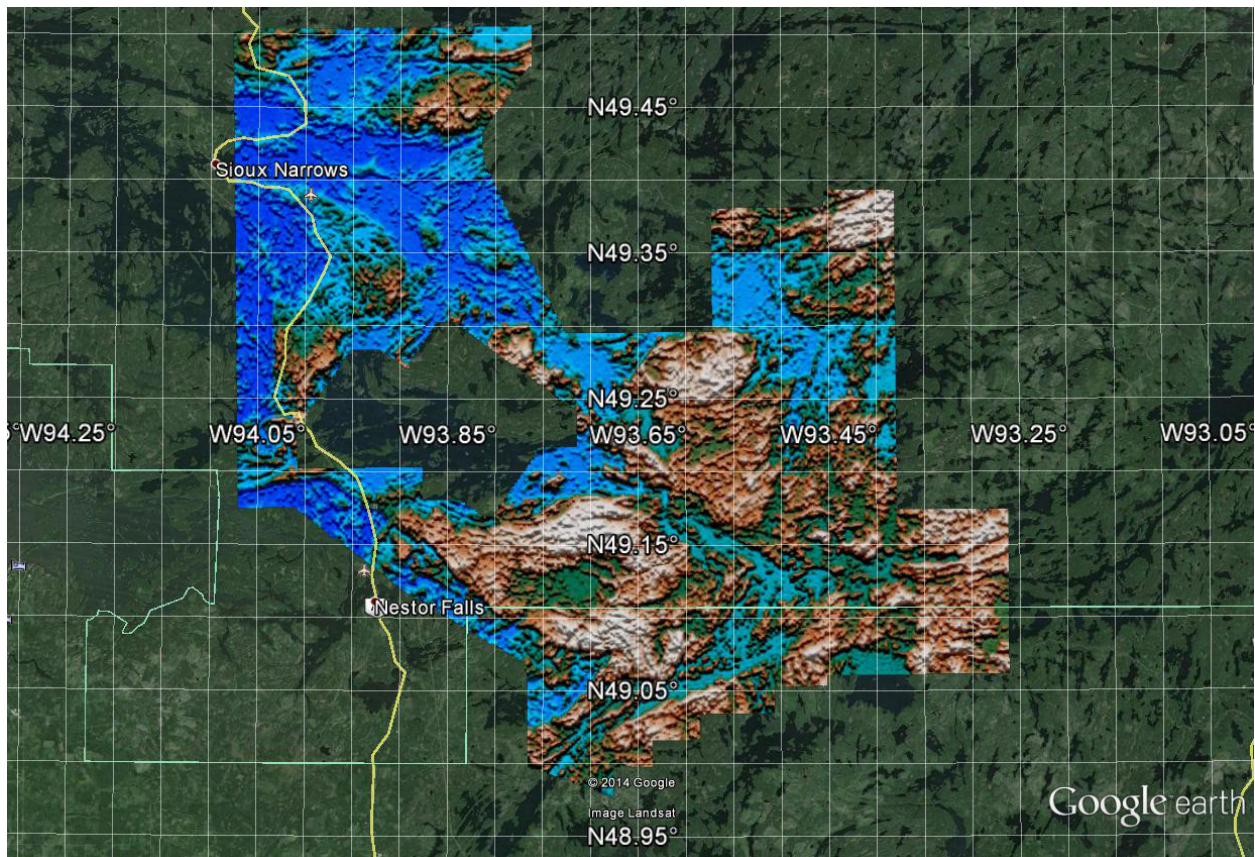 N49.45°
Sioux Narrows
N49.35°
N49.25°
5°
W94.25°
W94.05°
W93.85°
W93.65°
W93.45°
W93.25°
W93.05°
N49.15°
Nestor Falls
N49.05°
© 2014 Google
Image Landsat
Google earth
N48.95°